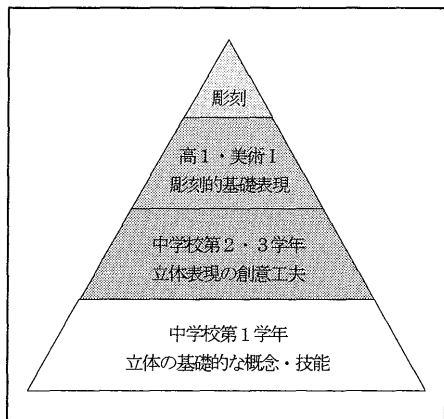 彫刻
高1・美術Ⅰ
彫刻的基礎表現
中学校第2・3学年
立体表現の創意工夫
中学校第1学年
立体の基礎的な概念・技能